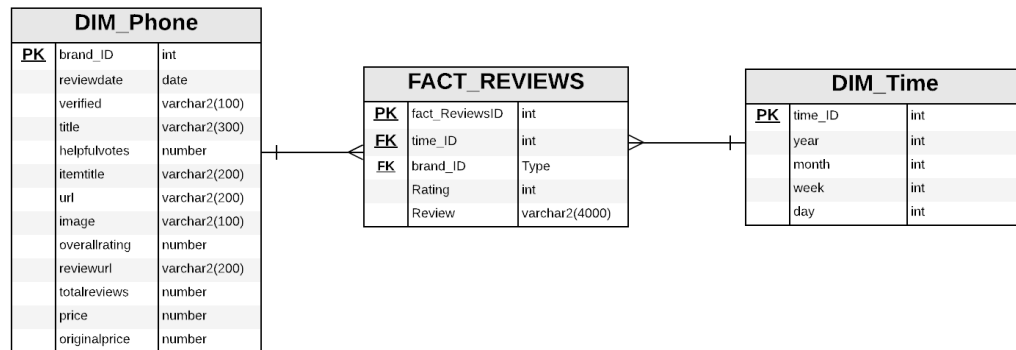 DIM_Phone
PK brand_ID int
reviewdate date
verified varchar2(100)
title varchar2(300)
helpfulvotes number
itemtitle varchar2(200)
url varchar2(200)
image varchar2(100)
overallrating number
reviewurl varchar2(200)
totalreviews number
price number
originalprice number
FACT_REVIEWS
PK fact_ReviewsID int
FK time_ID int
FK brand_ID Type
Rating int
Review varchar2(4000)
DIM_Time
PK time_ID int
year int
month int
week int
day int